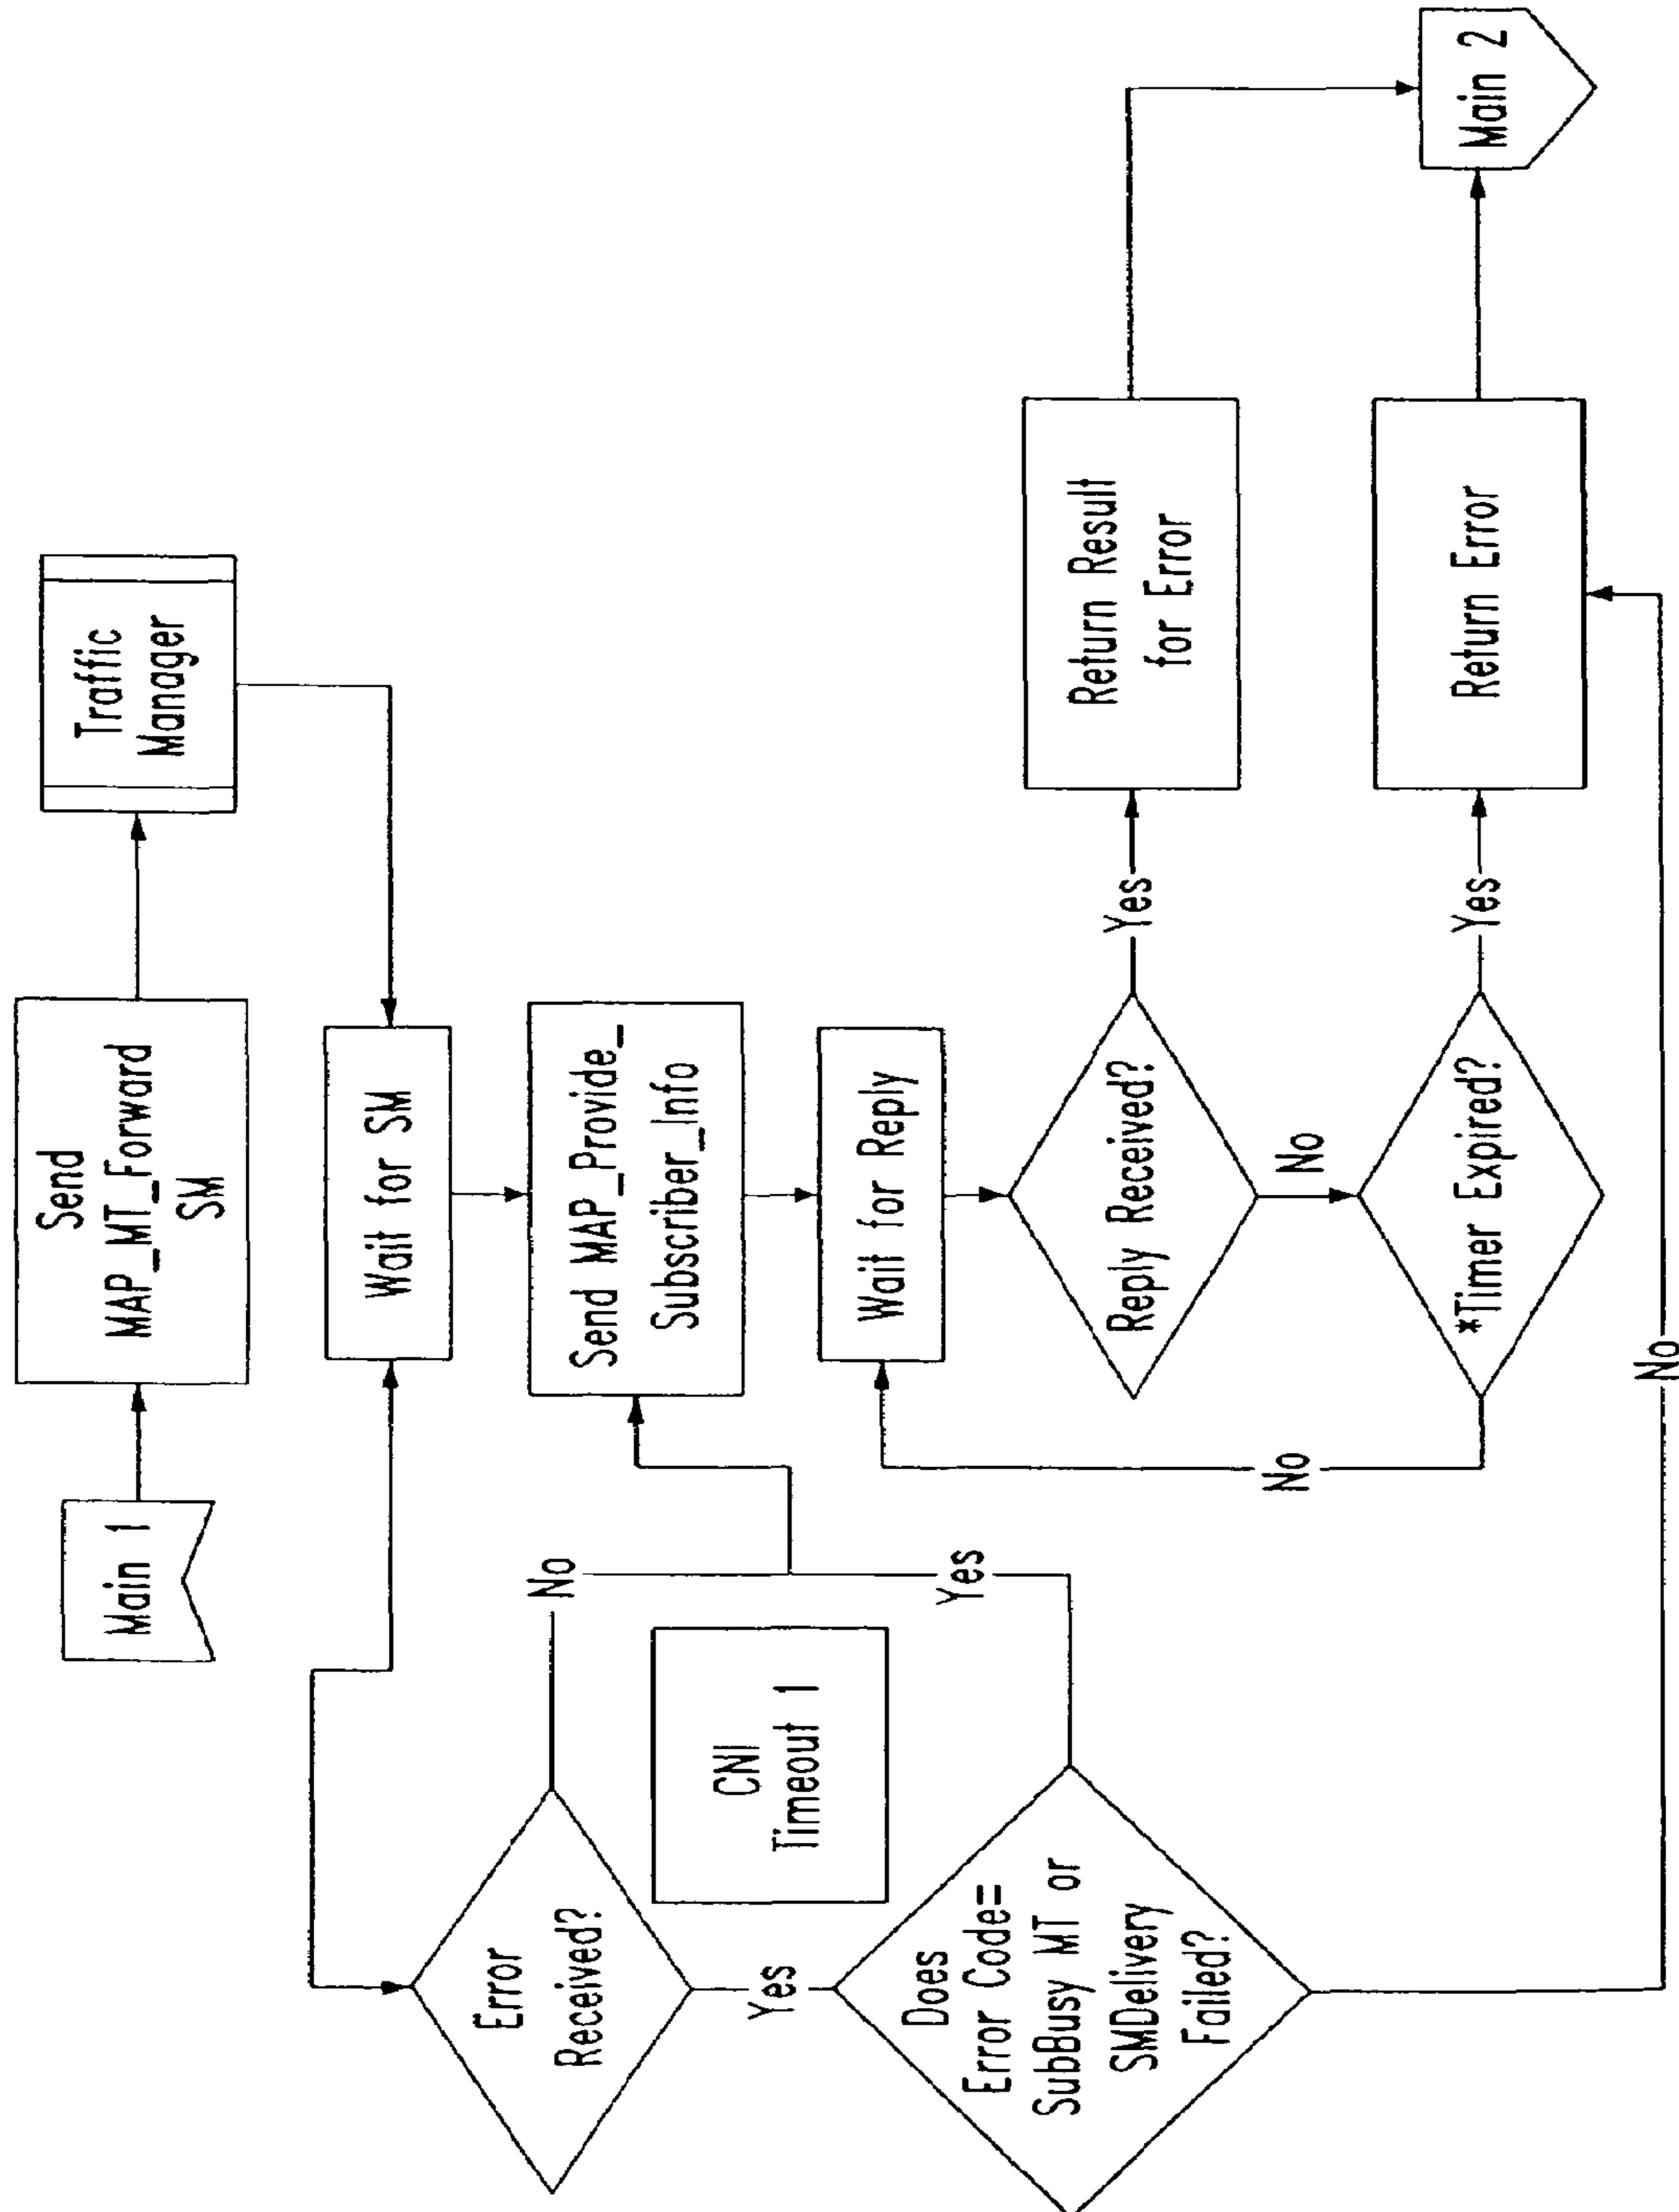 Main 1
Send
MAP_MT_Forward
SM
Traffic
Manager
Wait for SM
Error
Received?
No
Yes
Send MAP_Provide_
Subscriber_Info
CNI
Timeout 1
Does
Error Code=
SubBusy MT or
SMDelivery
Failed?
Yes
No
Wait for Reply
Reply Received?
Yes
No
Return Result
for Error
*Timer Expired?
Yes
No
Return Error
Main 2